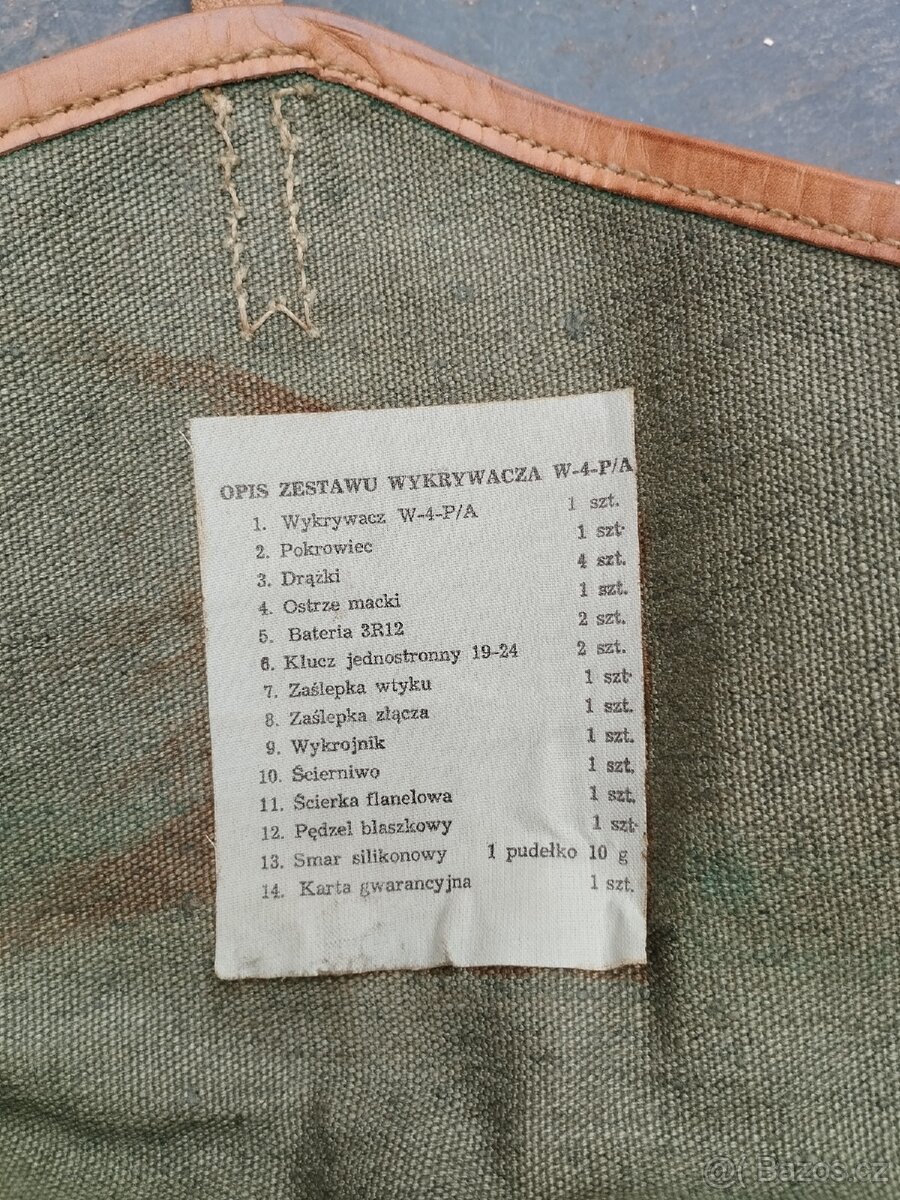 OPIS ZESTAWU WYKRYWACZA W-4-P/A
1. Wykrywacz W-4-P/A 1 szt.
2. Pokrowiec 1 szt.
3. Drążki 4 szt.
4. Ostrze macki 1 szt.
5. Bateria 3R12 2 szt.
6. Klucz jednostronny 19-24 2 szt.
7. Zaślepka wtyku 1 szt.
8. Zaślepka złącza 1 szt.
9. Wykrojnik 1 szt.
10. Ścierniwo 1 szt.
11. Ścierka flanelowa 1 szt.
12. Pędzel blaszkowy 1 szt.
13. Smar silikonowy 1 pudełko 10 g
14. Karta gwarancyjna 1 szt.
Bazos.cz